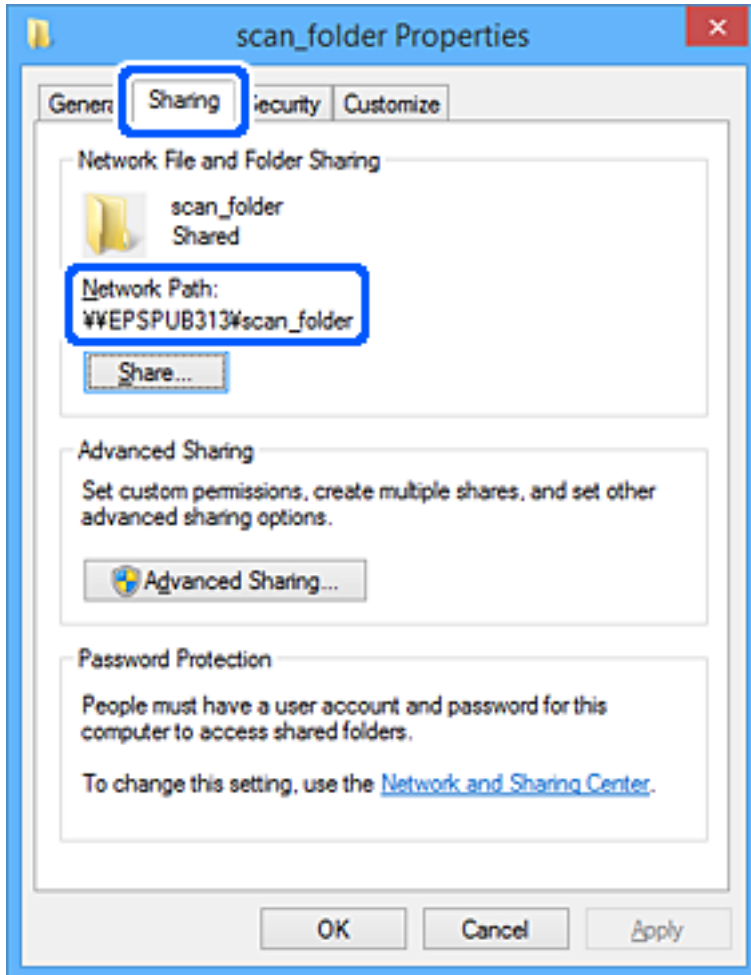 scan_folder Properties
Sharing
Customize
Network File and Folder Sharing
scan_folder
Shared
Network Path:
¥¥EPSPUB313¥scan_folder
Share...
Advanced Sharing
Set custom permissions, create multiple shares, and set other
advanced sharing options.
Advanced Sharing...
Password Protection
People must have a user account and password for this
computer to access shared folders.
To change this setting, use the Network and Sharing Center.
OK Cancel Apply